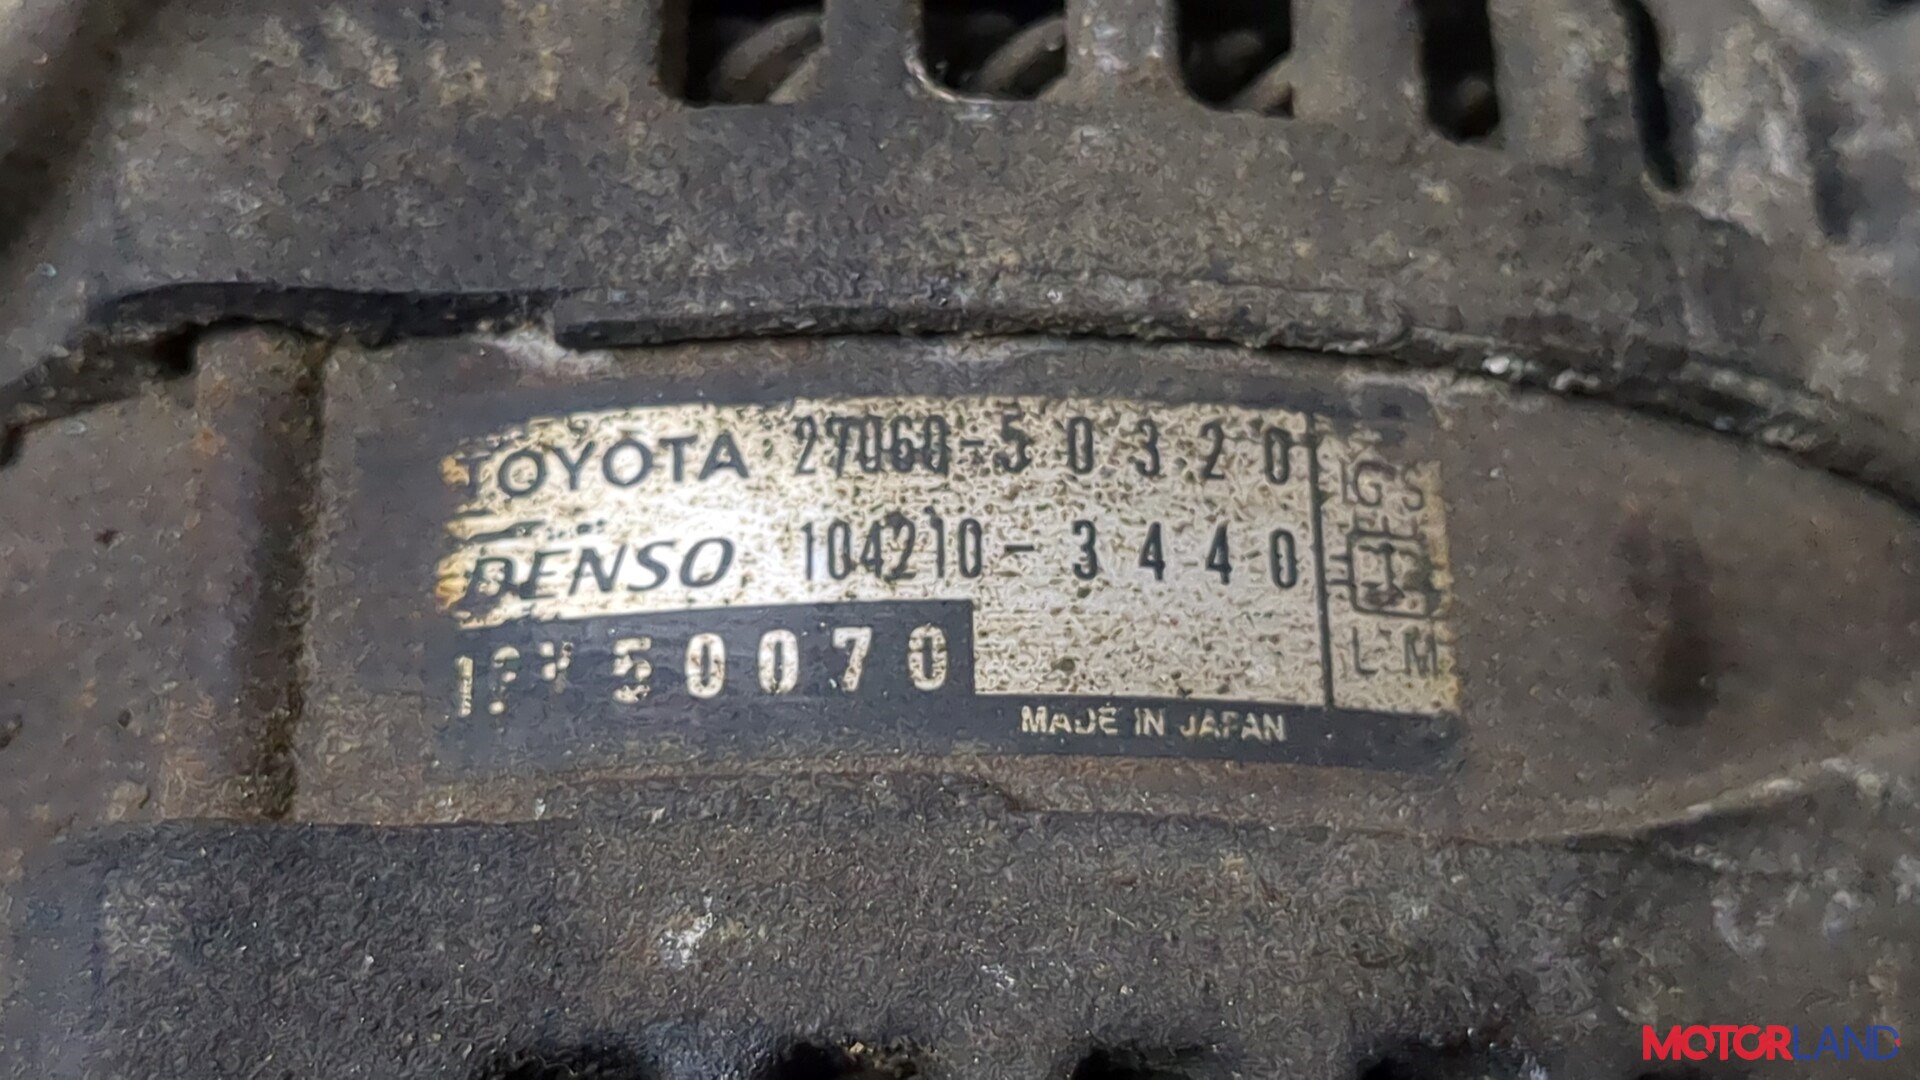 TOYOTA 27060-50320
DENSO 104210-3440
50070
MADE IN JAPAN
IG S
L M
MOTORLAND